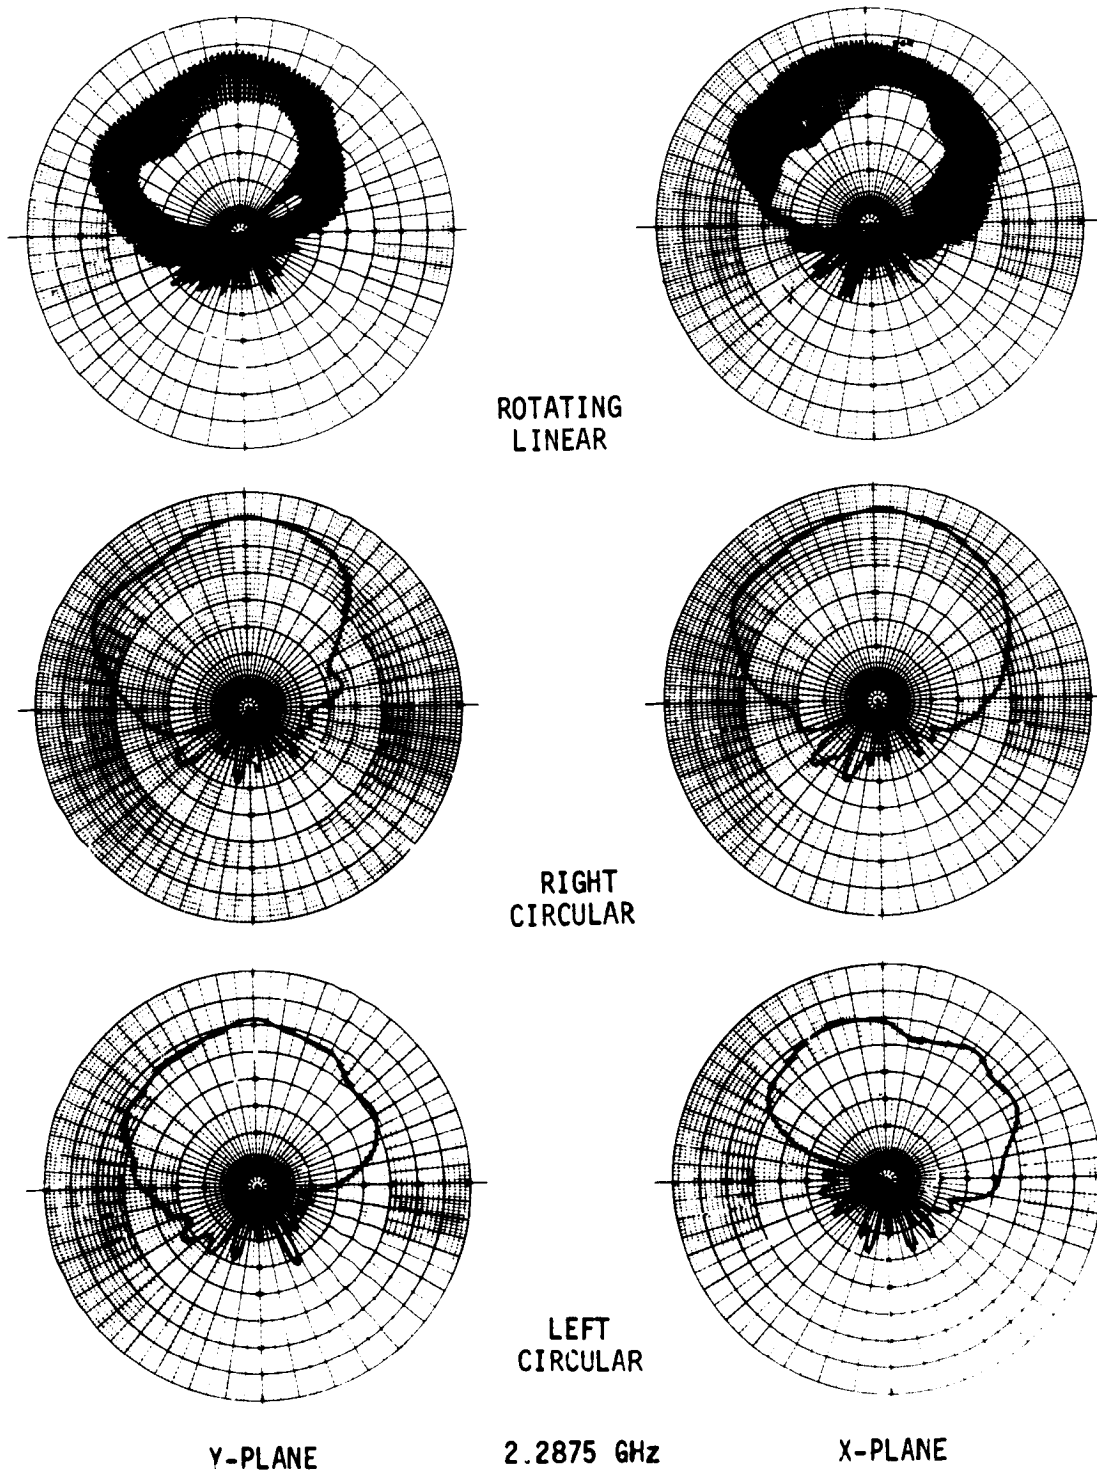 ROTATING
LINEAR
RIGHT
CIRCULAR
LEFT
CIRCULAR
Y-PLANE
2.2875 GHz
X-PLANE